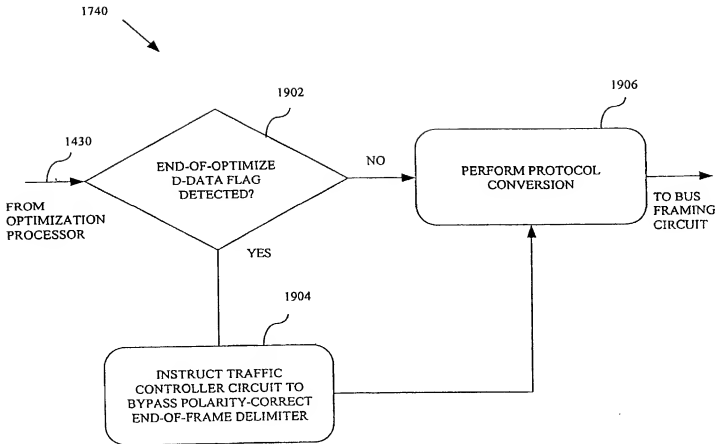 1740
1902
1906
1430
END-OF-OPTIMIZE
D-DATA FLAG
DETECTED?
NO
PERFORM PROTOCOL
CONVERSION
FROM
OPTIMIZATION
PROCESSOR
TO BUS
FRAMING
CIRCUIT
YES
1904
INSTRUCT TRAFFIC
CONTROLLER CIRCUIT TO
BYPASS POLARITY-CORRECT
END-OF-FRAME DELIMITER